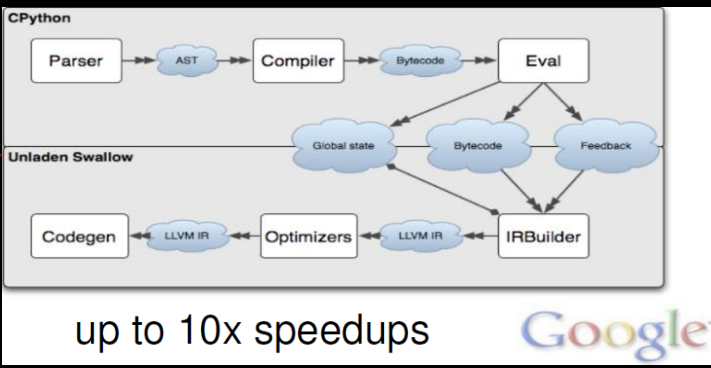 CPython
Parser AST Compiler Bytecode Eval
Global state Bytecode Feedback
Unladen Swallow
Codegen LLVM IR Optimizers LLVM IR IRBuilder
up to 10x speedups
Google